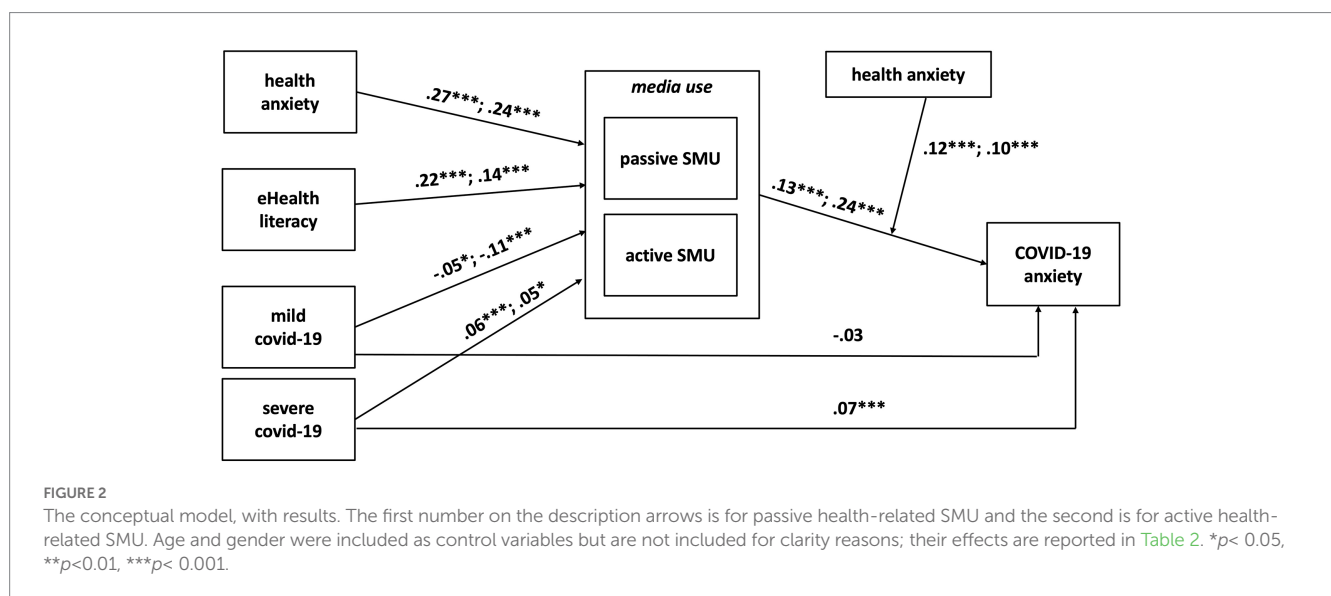 health
anxiety
.27***; .24***
eHealth
literacy
.22***; .14***
mild
covid-19
-.05*; -.11***
severe
covid-19
.06***; .05*
media use
passive SMU
active SMU
health anxiety
.12***; .10***
.13***; .24***
COVID-19
anxiety
-.03
.07***
FIGURE 2
The conceptual model, with results. The first number on the description arrows is for passive health-related SMU and the second is for active health-
related SMU. Age and gender were included as control variables but are not included for clarity reasons; their effects are reported in Table 2. *p< 0.05,
**p<0.01, ***p< 0.001.